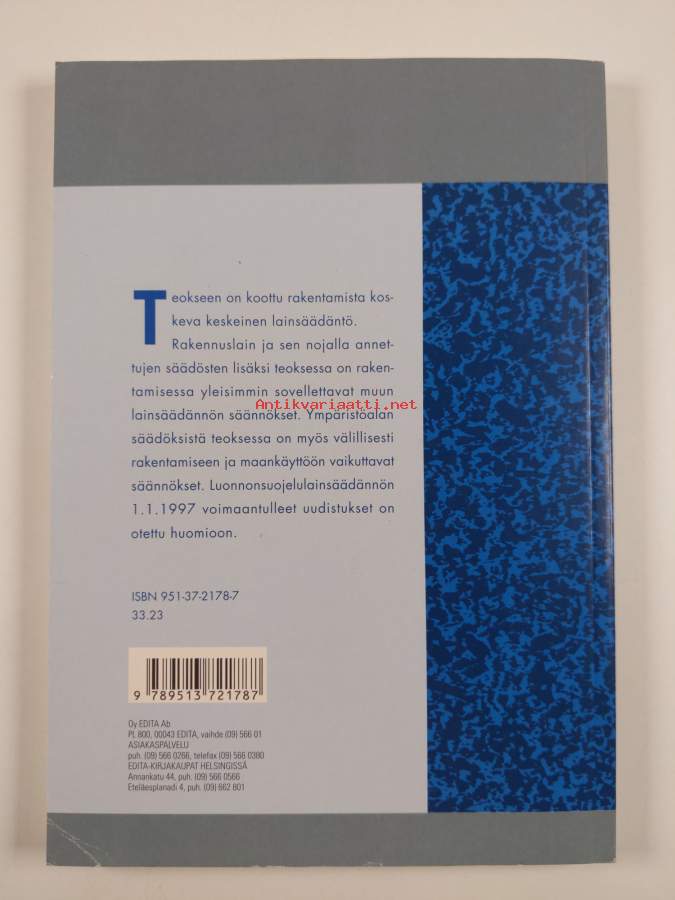 Teokseen on koottu rakentamista kos-
keva keskeinen lainsäädäntö.
Rakennuslain ja sen nojalla annet-
tujen säädösten lisäksi teoksessa on raken-
tamisessa yleisimmin sovellettavat muun
Antikvariaatti.net
lainsäädännön säännökset. Ympäristöalan
säädöksistä teoksessa on myös välillisesti
rakentamiseen ja maankäyttöön vaikuttavat
säännökset. Luonnonsuojelulainsäädännön
1.1.1997 voimaantulleet uudistukset on
otettu huomioon.
ISBN 951-37-2178-7
33.23
9 789513 721787
Oy EDITA Ab
PL 800, 00043 EDITA, vaihde (09) 566 01
ASIAKASPALVELU
puh. (09) 566 0266, telefax (09) 566 0380
EDITA-KIRJAKAUPAT HELSINGISSÄ
Annankatu 44, puh. (09) 566 0566
Eteläesplanadi 4, puh. (09) 662 801